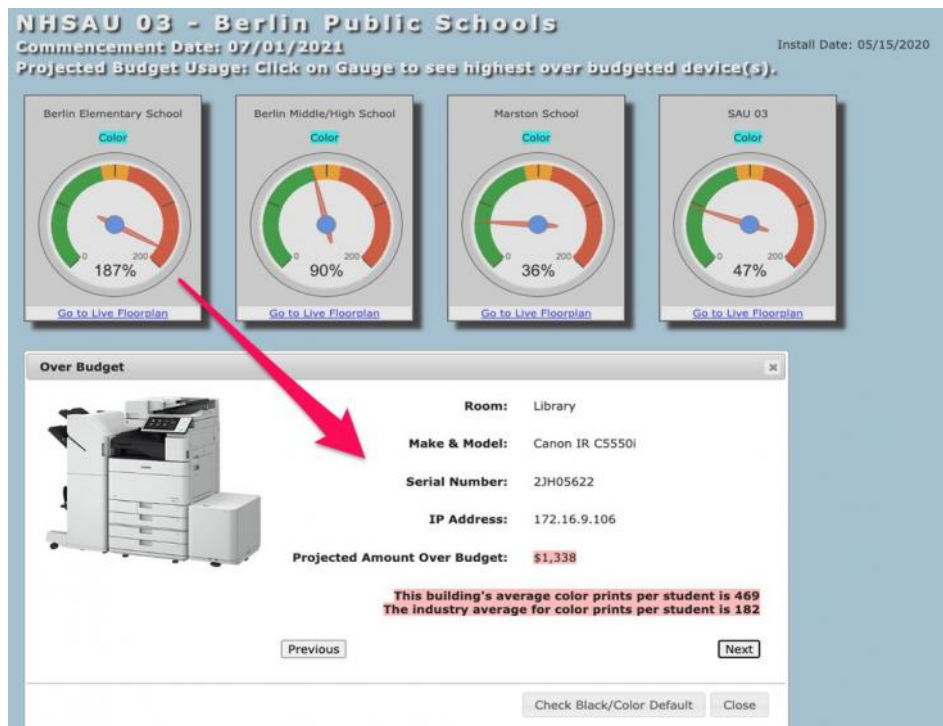 NHSAU 03 - Berlin Public Schools
Commencement Date: 07/01/2021
Install Date: 05/15/2020
Projected Budget Usage: Click on Gauge to see highest over budgeted device(s).
Berlin Elementary School
Color
0 200
187%
Go to Live Floorplan
Berlin Middle/High School
Color
0 200
90%
Go to Live Floorplan
Marston School
Color
0 200
36%
Go to Live Floorplan
SAU 03
Color
0 200
47%
Go to Live Floorplan
Over Budget
Room: Library
Make & Model: Canon IR C5550i
Serial Number: 2JH05622
IP Address: 172.16.9.106
Projected Amount Over Budget: $1,338
This building's average color prints per student is 469
The industry average for color prints per student is 182
Previous
Next
Check Black/Color Default
Close